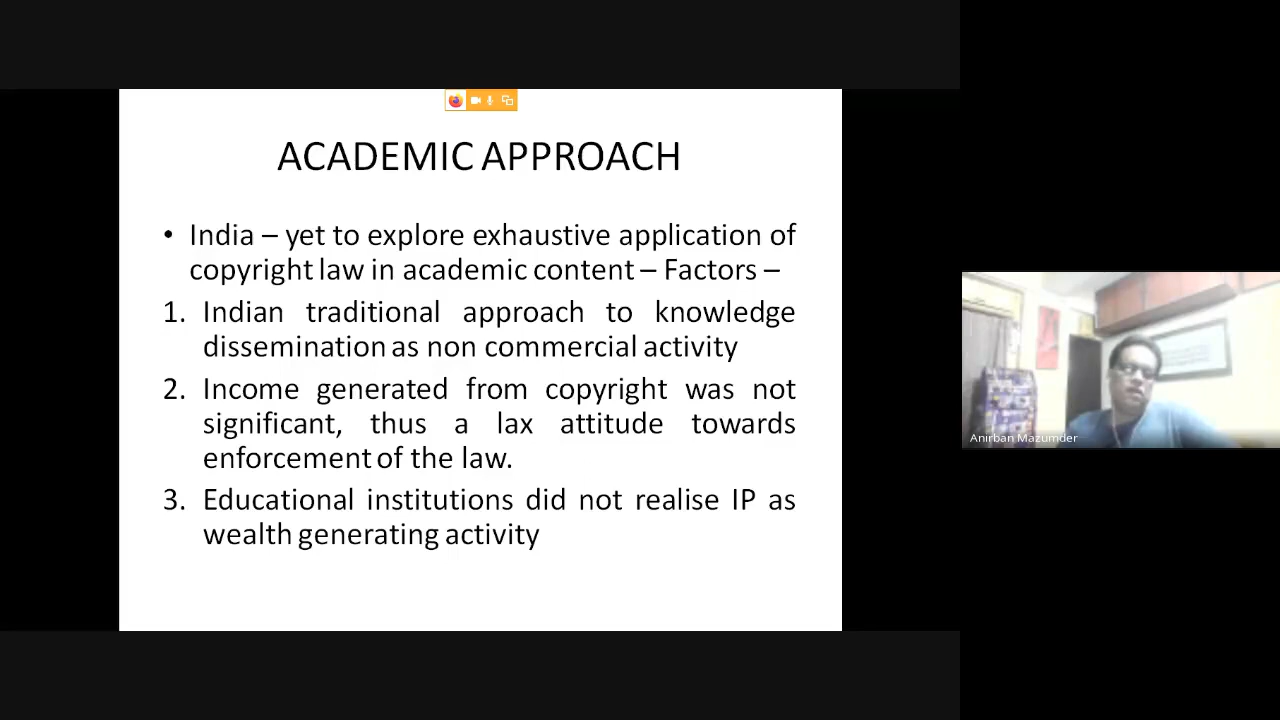 ACADEMIC APPROACH
• India – yet to explore exhaustive application of
copyright law in academic content – Factors –
1. Indian traditional approach to knowledge
dissemination as non commercial activity
2. Income generated from copyright was not
significant, thus a lax attitude towards
enforcement of the law.
3. Educational institutions did not realise IP as
wealth generating activity
Anirban Mazumder